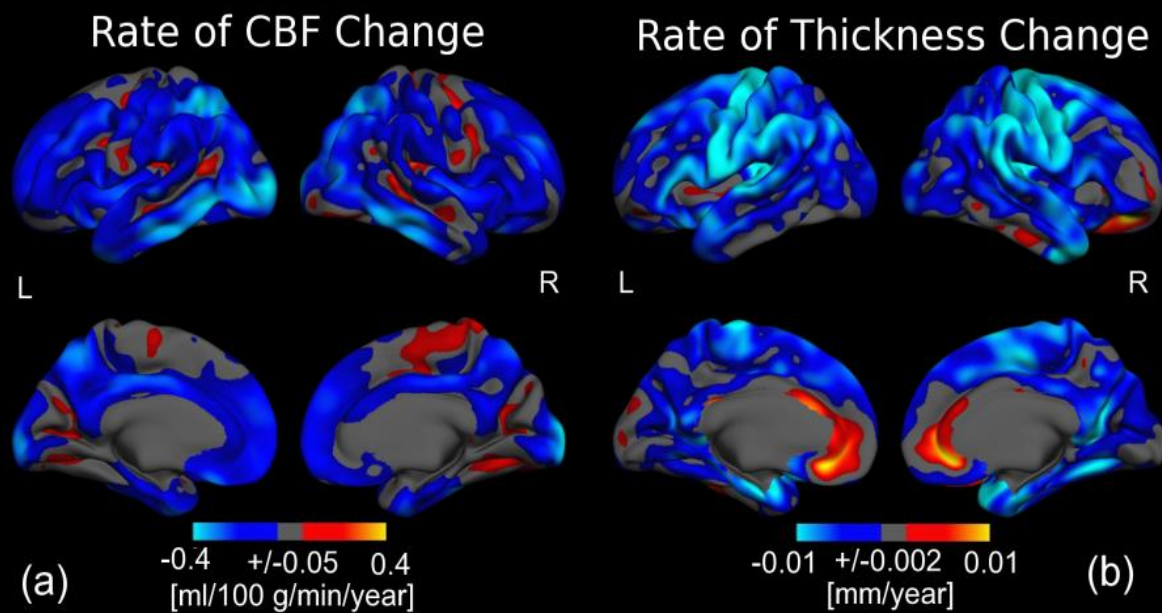 Rate of CBF Change
Rate of Thickness Change
L
R
L
R
-0.4 +/-0.05 0.4
[ml/100 g/min/year]
(a)
-0.01 +/-0.002 0.01
[mm/year]
(b)